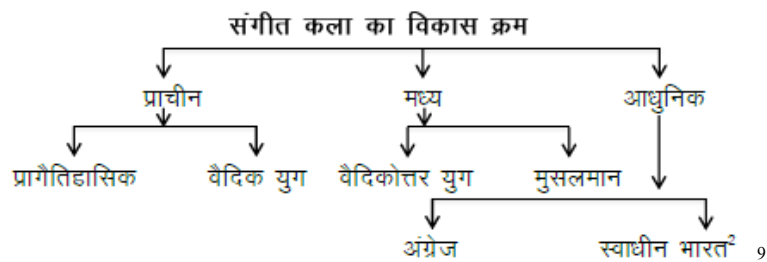 संगीत कला का विकास क्रम
प्राचीन मध्य आधुनिक
प्रागैतिडासिक वैदिक युग वैदिकोत्तर युग मुसलमान
अंग्रेज स्वाधीन भारत² 9